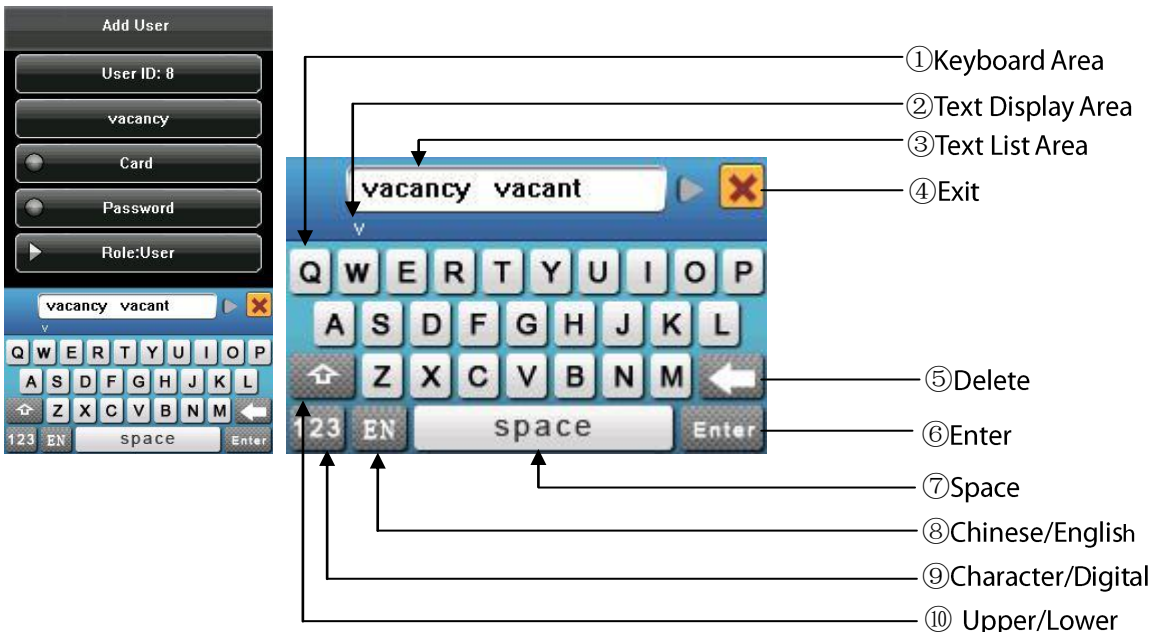 Add User
User ID: 8
vacancy
Card
Password
Role:User
vacancy vacant
v
Q W E R T Y U I O P
A S D F G H J K L
Z X C V B N M
123 EN space Enter
vacancy vacant
v
Q W E R T Y U I O P
A S D F G H J K L
Z X C V B N M
123 EN space Enter
①Keyboard Area
②Text Display Area
③Text List Area
④Exit
⑤Delete
⑥Enter
⑦Space
⑧Chinese/English
⑨Character/Digital
⑩ Upper/Lower